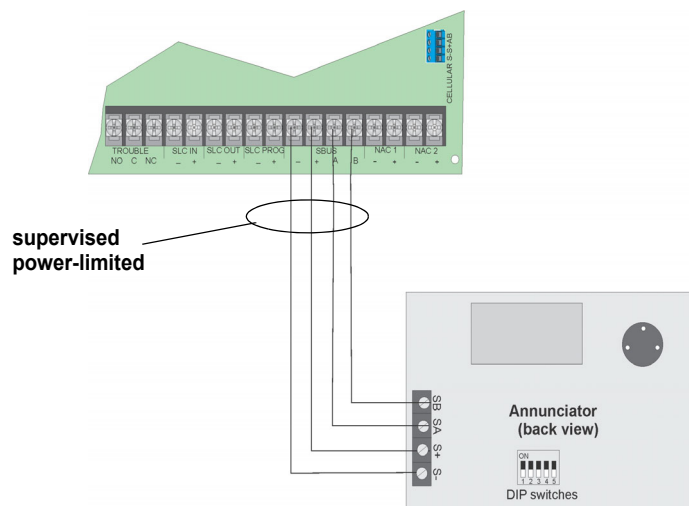 CELLULAR S-S+AB
TROUBLE SLC IN SLC OUT SLC PROG SBUS NAC 1 NAC 2
NO C NC – + – + – + – + A B - + - +
supervised
power-limited
SB
SA
S+
S-
Annunciator
(back view)
ON
1 2 3 4 5
DIP switches